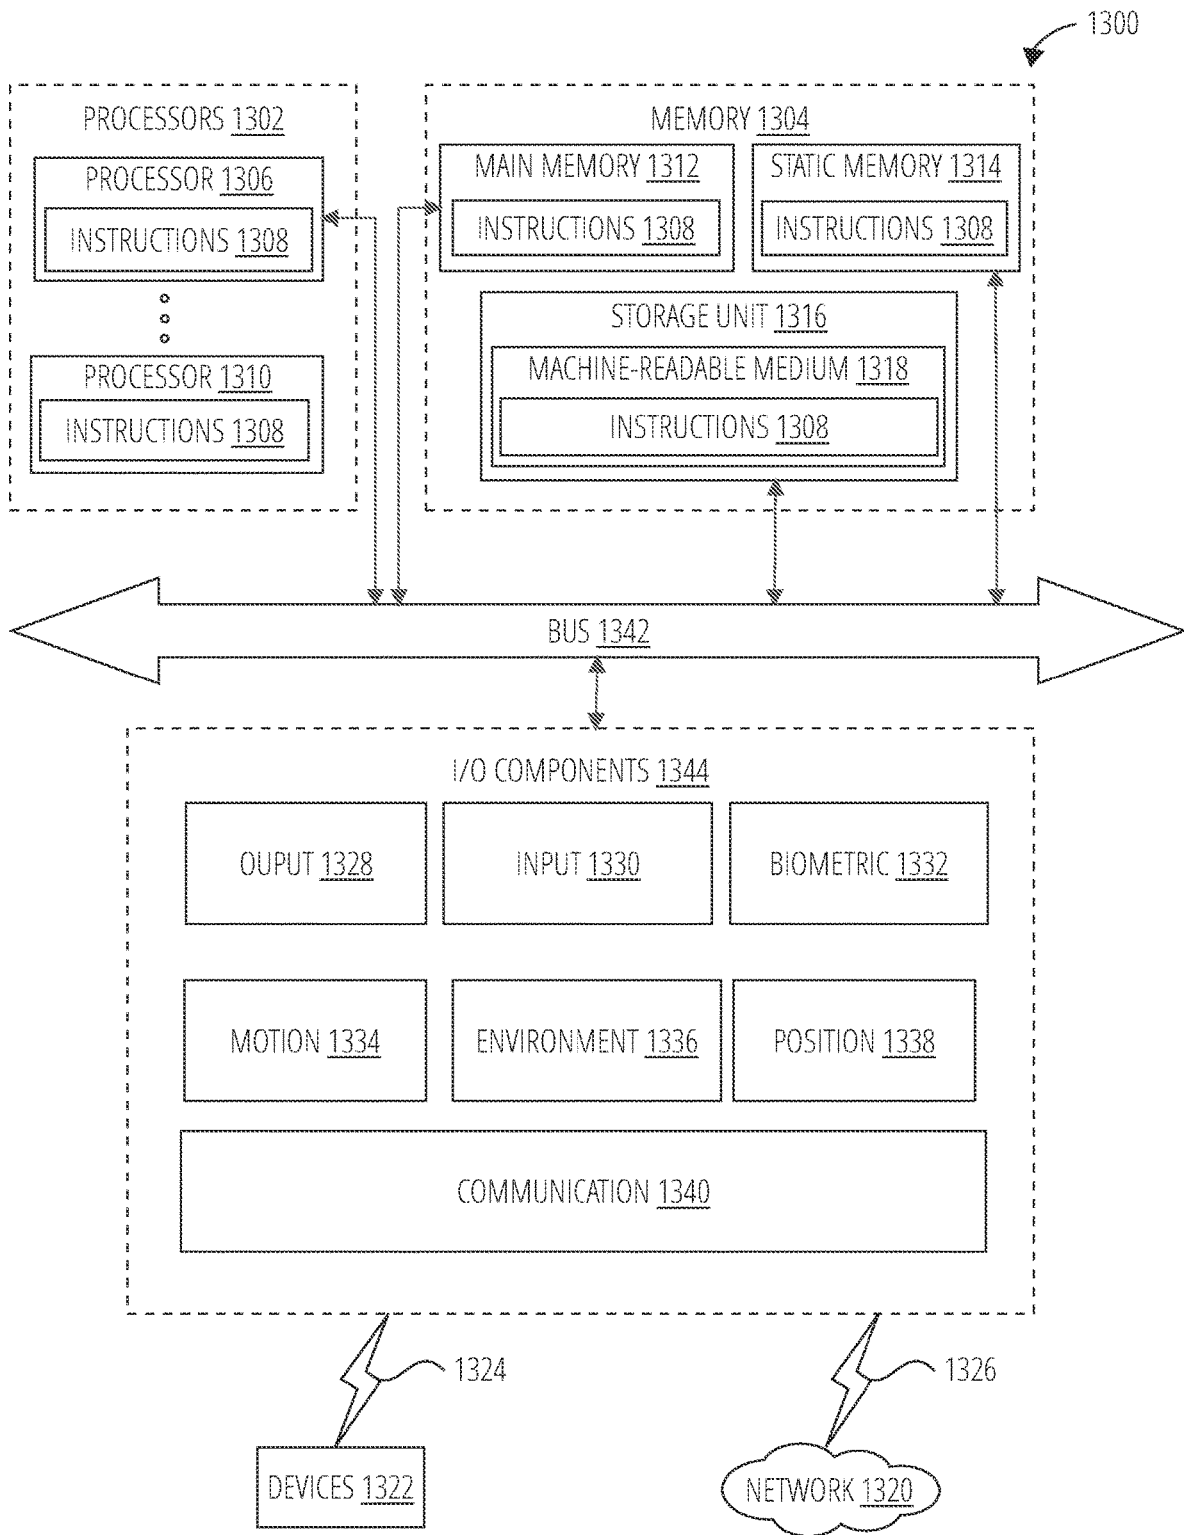 1300
PROCESSORS 1302
PROCESSOR 1306
INSTRUCTIONS 1308
PROCESSOR 1310
INSTRUCTIONS 1308
MEMORY 1304
MAIN MEMORY 1312
INSTRUCTIONS 1308
STATIC MEMORY 1314
INSTRUCTIONS 1308
STORAGE UNIT 1316
MACHINE-READABLE MEDIUM 1318
INSTRUCTIONS 1308
BUS 1342
I/O COMPONENTS 1344
OUPUT 1328
INPUT 1330
BIOMETRIC 1332
MOTION 1334
ENVIRONMENT 1336
POSITION 1338
COMMUNICATION 1340
1324
1326
DEVICES 1322
NETWORK 1320